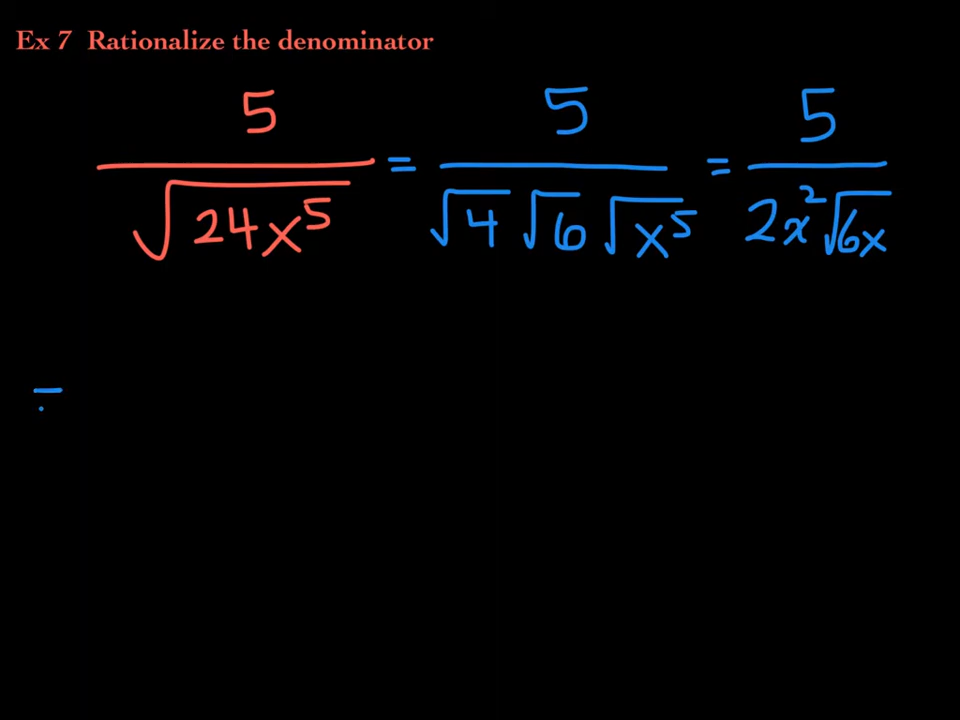 Ex 7 Rationalize the denominator
5/√(24x⁵) = 5/(√4 √6 √x⁵) = 5/(2x²√(6x))
=